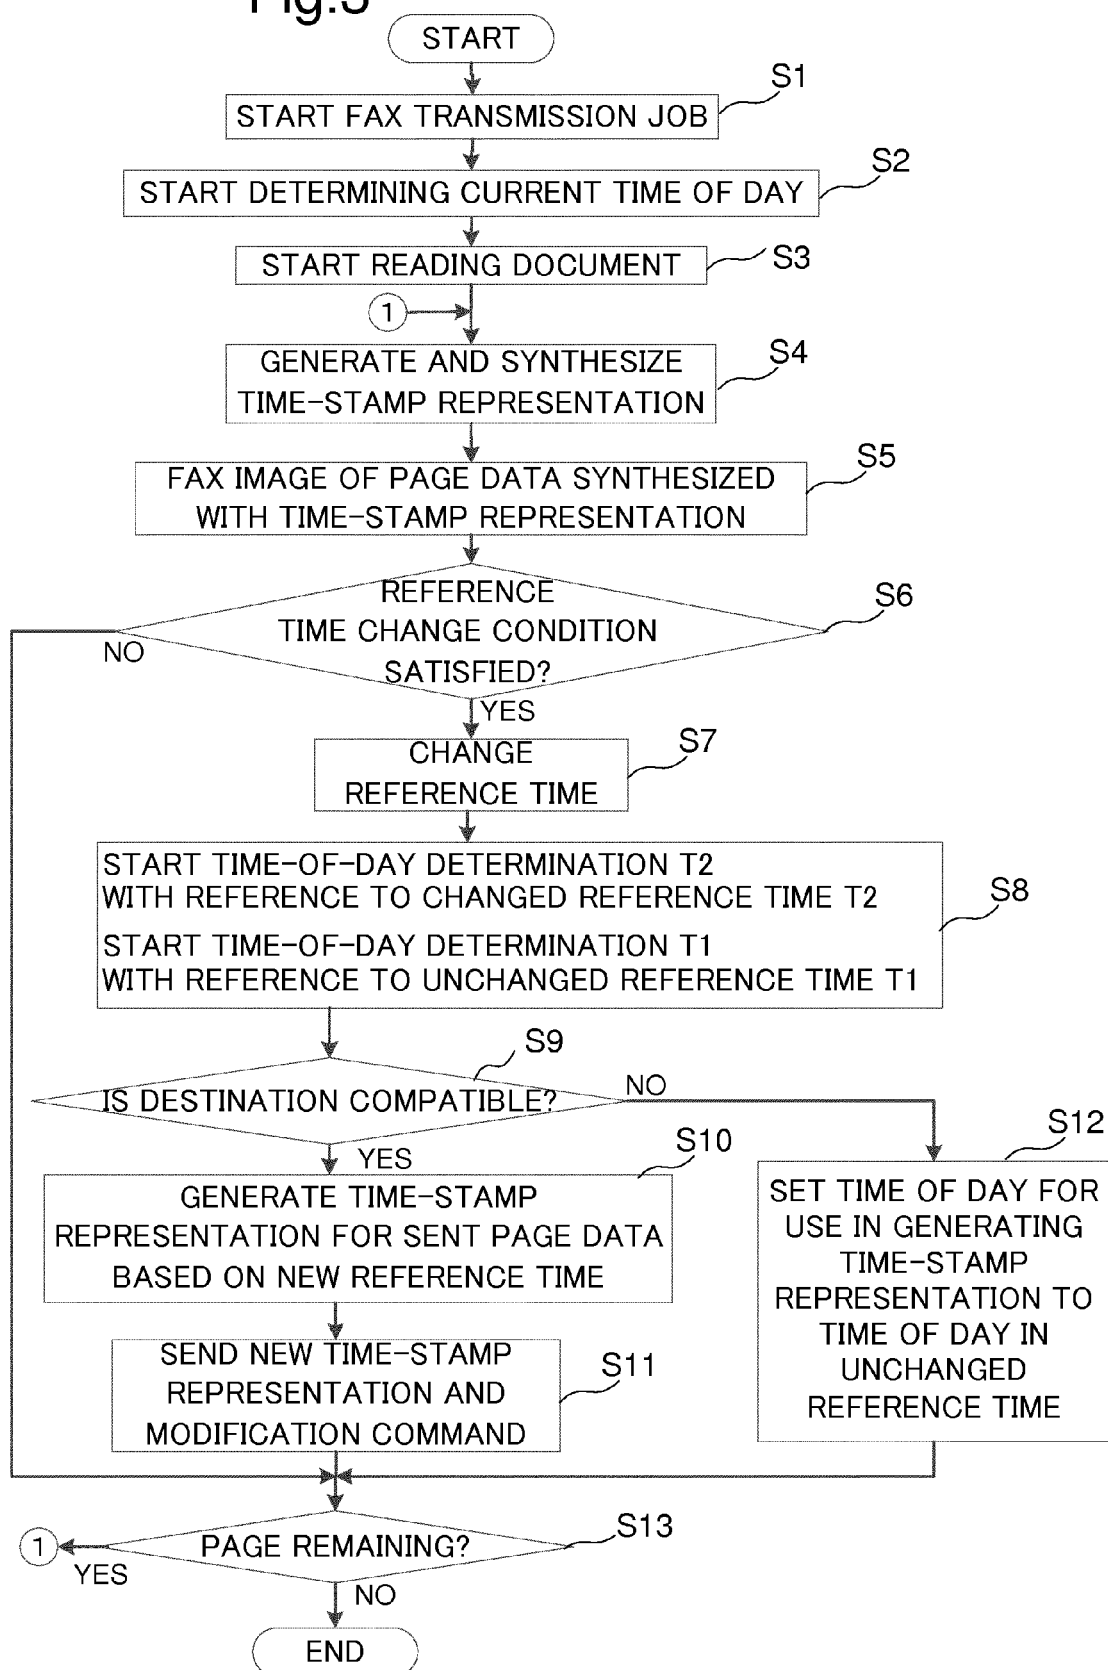 Fig.3
START
S1
START FAX TRANSMISSION JOB
S2
START DETERMINING CURRENT TIME OF DAY
S3
START READING DOCUMENT
1
S4
GENERATE AND SYNTHESIZE
TIME-STAMP REPRESENTATION
S5
FAX IMAGE OF PAGE DATA SYNTHESIZED
WITH TIME-STAMP REPRESENTATION
S6
REFERENCE
TIME CHANGE CONDITION
SATISFIED?
NO
YES
S7
CHANGE
REFERENCE TIME
S8
START TIME-OF-DAY DETERMINATION T2
WITH REFERENCE TO CHANGED REFERENCE TIME T2
START TIME-OF-DAY DETERMINATION T1
WITH REFERENCE TO UNCHANGED REFERENCE TIME T1
S9
IS DESTINATION COMPATIBLE?
NO
YES
S10
GENERATE TIME-STAMP
REPRESENTATION FOR SENT PAGE DATA
BASED ON NEW REFERENCE TIME
S12
SET TIME OF DAY FOR
USE IN GENERATING
TIME-STAMP
REPRESENTATION TO
TIME OF DAY IN
UNCHANGED
REFERENCE TIME
S11
SEND NEW TIME-STAMP
REPRESENTATION AND
MODIFICATION COMMAND
S13
PAGE REMAINING?
1
YES
NO
END